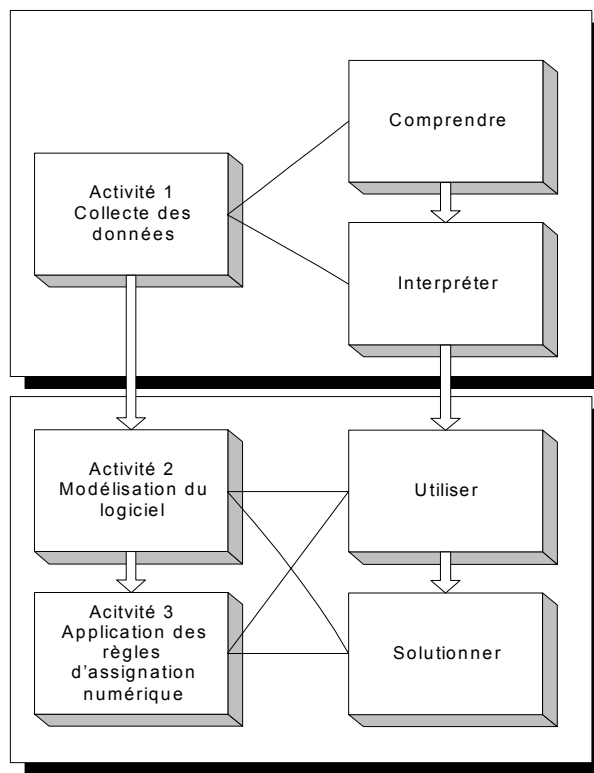 Comprendre
Activité 1
Collecte des
données
Interpréter
Activité 2
Modélisation du
logiciel
Utiliser
Acitvité 3
Application des
règles
d'assignation
numérique
Solutionner